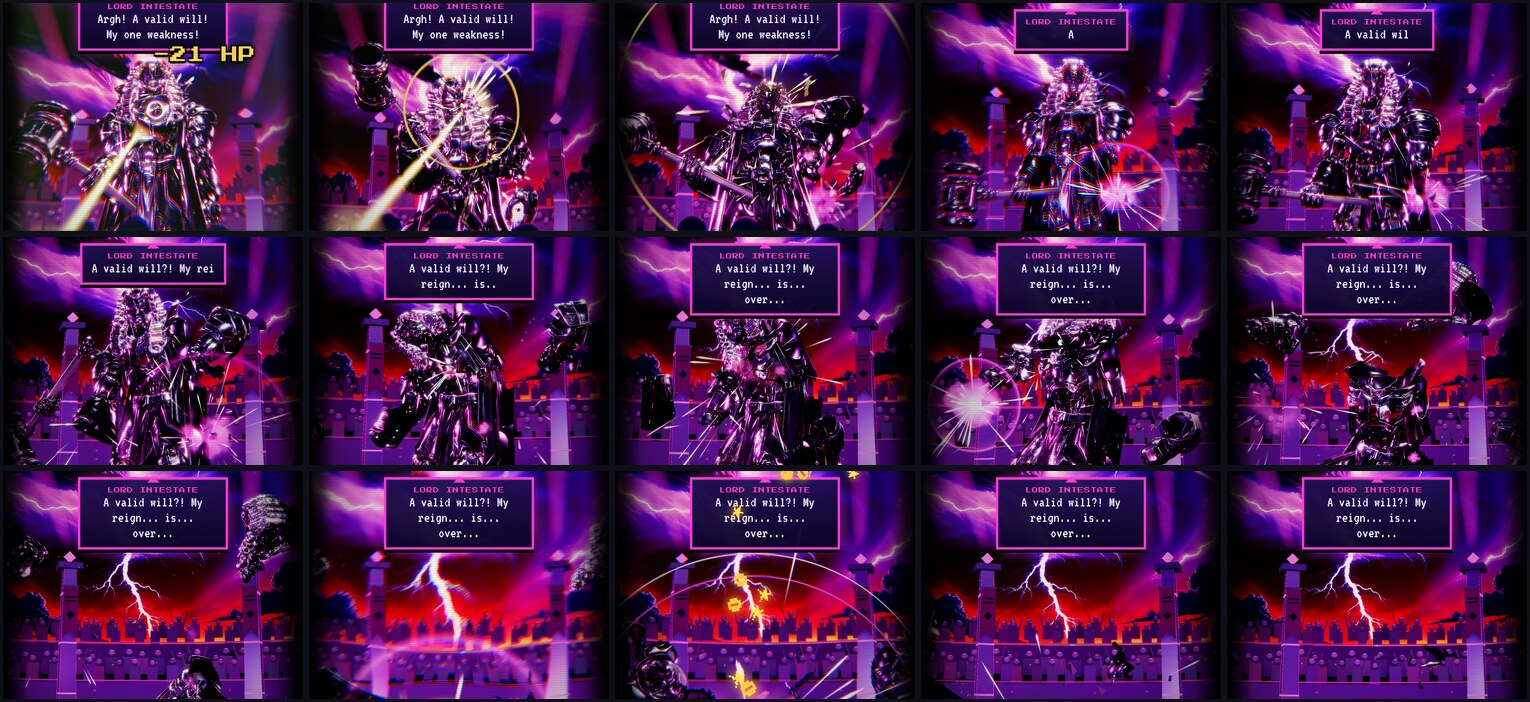 LORD INTESTATE
Argh! A valid will!
My one weakness!
-21 HP
LORD INTESTATE
Argh! A valid will!
My one weakness!
LORD INTESTATE
Argh! A valid will!
My one weakness!
LORD INTESTATE
A
LORD INTESTATE
A valid wil
LORD INTESTATE
A valid will?! My rei
LORD INTESTATE
A valid will?! My
reign... is..
LORD INTESTATE
A valid will?! My
reign... is...
over...
LORD INTESTATE
A valid will?! My
reign... is...
over...
LORD INTESTATE
A valid will?! My
reign... is...
over...
LORD INTESTATE
A valid will?! My
reign... is...
over...
LORD INTESTATE
A valid will?! My
reign... is...
over...
LORD INTESTATE
A valid will?! My
reign... is...
over...
LORD INTESTATE
A valid will?! My
reign... is...
over...
LORD INTESTATE
A valid will?! My
reign... is...
over...